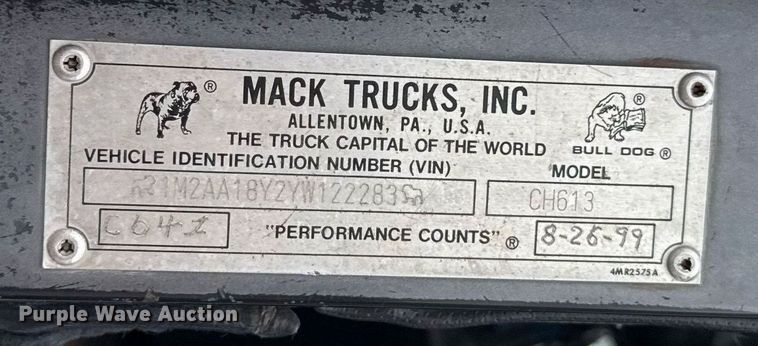 MACK TRUCKS, INC.
ALLENTOWN, PA., U.S.A.
THE TRUCK CAPITAL OF THE WORLD
®
®
BULL DOG ®
VEHICLE IDENTIFICATION NUMBER (VIN)
MODEL
1M2AA18Y2YW122283
CH613
C641
"PERFORMANCE COUNTS" ®
8-26-99
4MR2575A
Purple Wave Auction